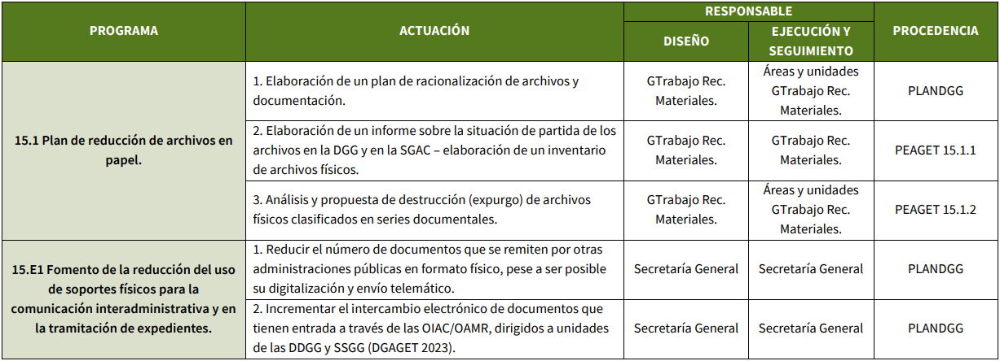 PROGRAMA
ACTUACIÓN
RESPONSABLE
DISEÑO
EJECUCIÓN Y
SEGUIMIENTO
PROCEDENCIA
15.1 Plan de reducción de archivos en
papel.
1. Elaboración de un plan de racionalización de archivos y
documentación.
GTrabajo Rec.
Materiales.
Áreas y unidades
GTrabajo Rec.
Materiales.
PLANDGG
2. Elaboración de un informe sobre la situación de partida de los
archivos en la DGG y en la SGAC – elaboración de un inventario
de archivos físicos.
GTrabajo Rec.
Materiales.
GTrabajo Rec.
Materiales.
PEAGET 15.1.1
3. Análisis y propuesta de destrucción (expurgo) de archivos
físicos clasificados en series documentales.
GTrabajo Rec.
Materiales.
Áreas y unidades
GTrabajo Rec.
Materiales.
PEAGET 15.1.2
15.E1 Fomento de la reducción del uso
de soportes físicos para la
comunicación interadministrativa y en
la tramitación de expedientes.
1. Reducir el número de documentos que se remiten por otras
administraciones públicas en formato físico, pese a ser posible
su digitalización y envío telemático.
Secretaría General
Secretaría General
PLANDGG
2. Incrementar el intercambio electrónico de documentos que
tienen entrada a través de las OIAC/OAMR, dirigidos a unidades
de las DDGG y SSGG (DGAGET 2023).
Secretaría General
Secretaría General
PLANDGG